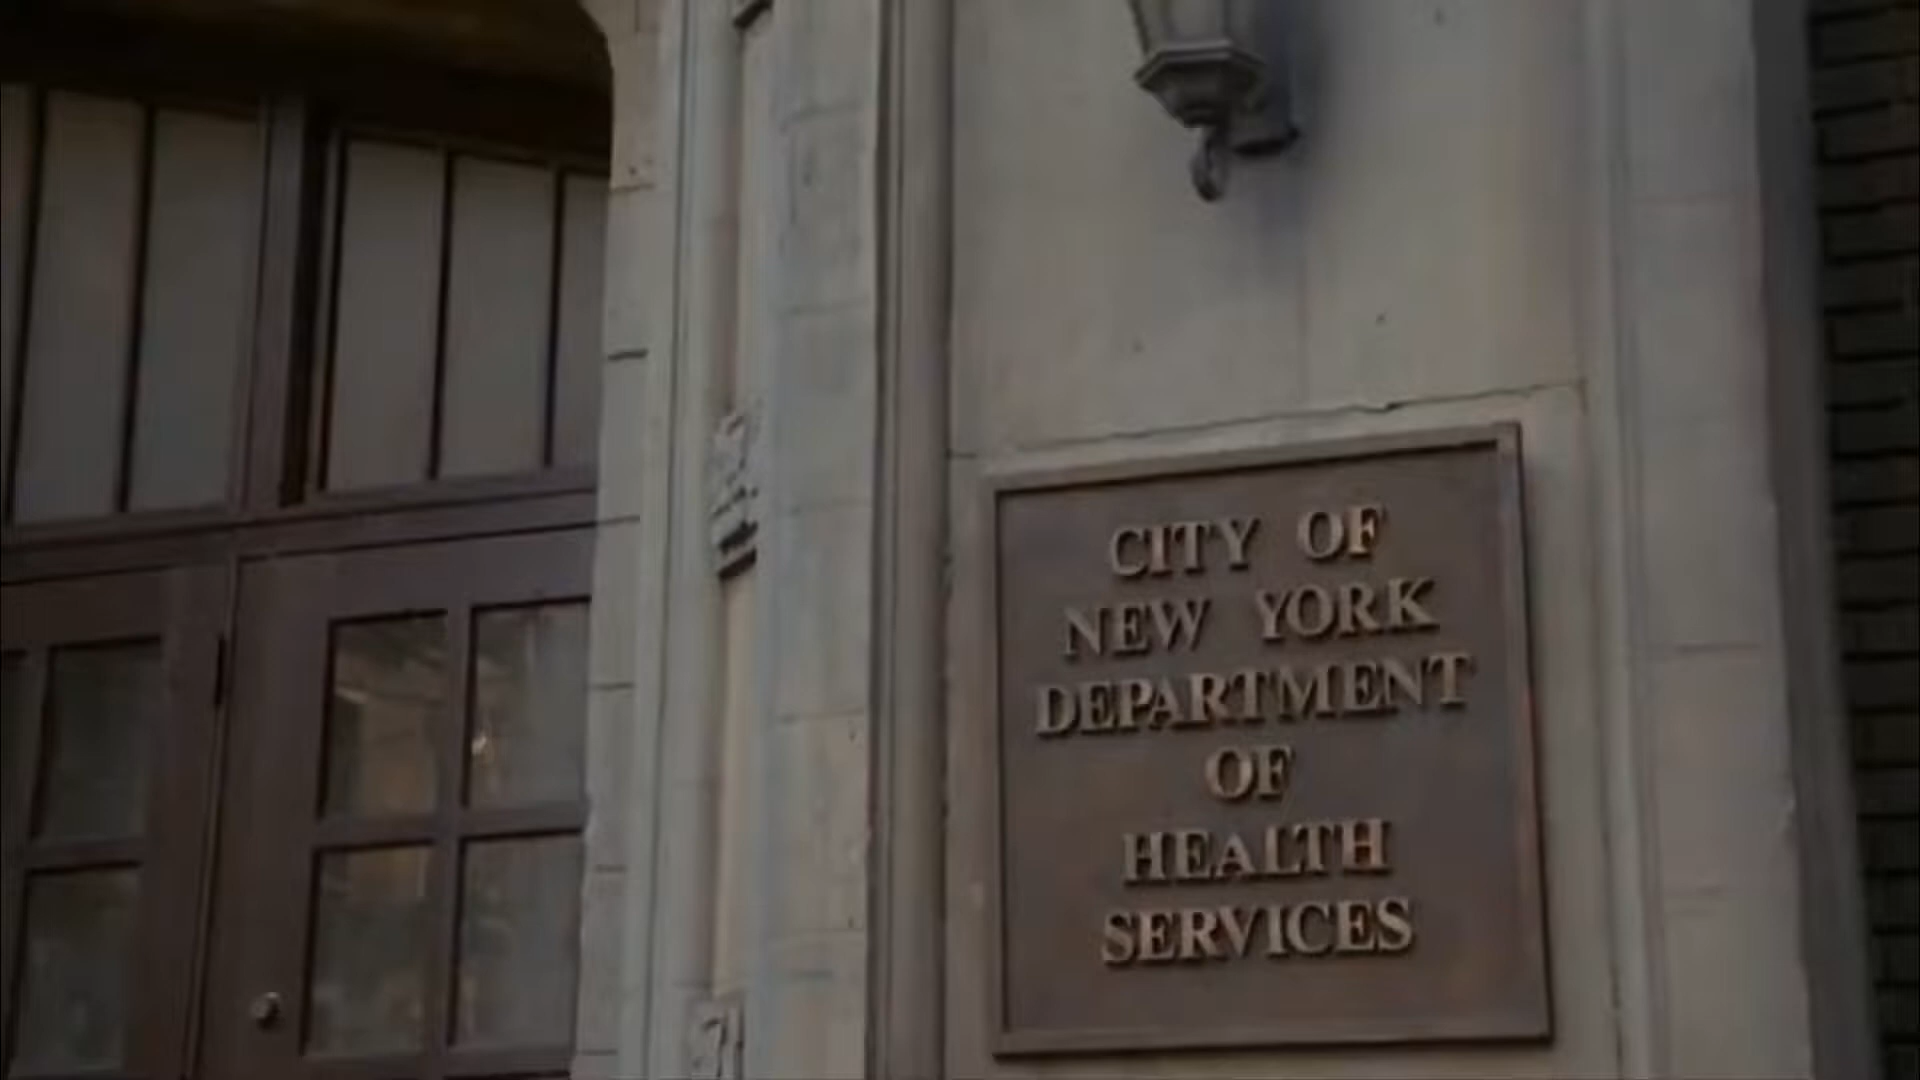 CITY OF
NEW YORK
DEPARTMENT
OF
HEALTH
SERVICES